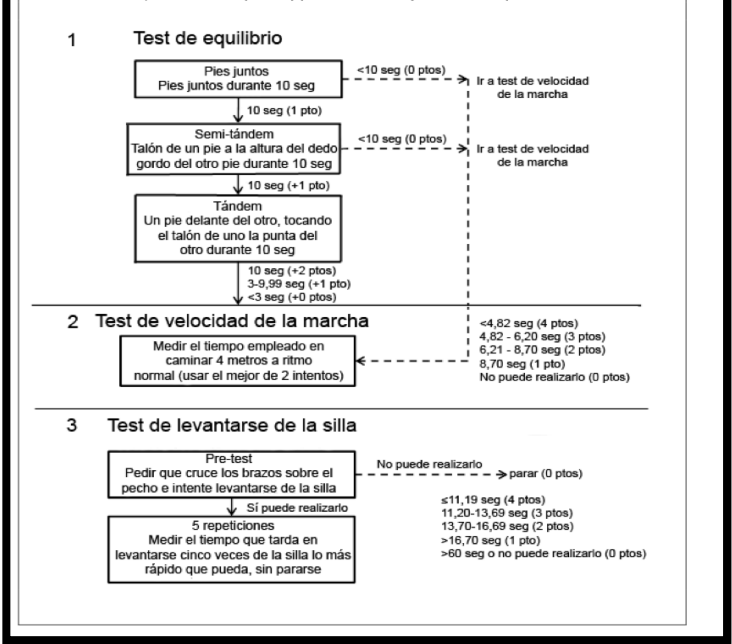 1 Test de equilibrio
Pies juntos
Pies juntos durante 10 seg
<10 seg (0 ptos)
Ir a test de velocidad
de la marcha
10 seg (1 pto)
Semi-tándem
Talón de un pie a la altura del dedo
gordo del otro pie durante 10 seg
<10 seg (0 ptos)
Ir a test de velocidad
de la marcha
10 seg (+1 pto)
Tándem
Un pie delante del otro, tocando
el talón de uno la punta del
otro durante 10 seg
10 seg (+2 ptos)
3-9,99 seg (+1 pto)
<3 seg (+0 ptos)
2 Test de velocidad de la marcha
Medir el tiempo empleado en
caminar 4 metros a ritmo
normal (usar el mejor de 2 intentos)
<4,82 seg (4 ptos)
4,82 - 6,20 seg (3 ptos)
6,21 - 8,70 seg (2 ptos)
8,70 seg (1 pto)
No puede realizarlo (0 ptos)
3 Test de levantarse de la silla
Pre-test
Pedir que cruce los brazos sobre el
pecho e intente levantarse de la silla
No puede realizarlo
parar (0 ptos)
Sí puede realizarlo
5 repeticiones
Medir el tiempo que tarda en
levantarse cinco veces de la silla lo más
rápido que pueda, sin pararse
≤11,19 seg (4 ptos)
11,20-13,69 seg (3 ptos)
13,70-16,69 seg (2 ptos)
>16,70 seg (1 pto)
>60 seg o no puede realizarlo (0 ptos)